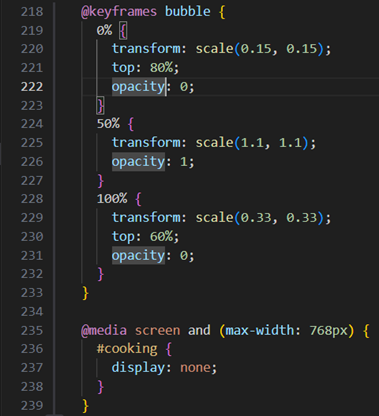 218 @keyframes bubble {
219 0% {
220 transform: scale(0.15, 0.15);
221 top: 80%;
222 opacity: 0;
223 }
224 50% {
225 transform: scale(1.1, 1.1);
226 opacity: 1;
227 }
228 100% {
229 transform: scale(0.33, 0.33);
230 top: 60%;
231 opacity: 0;
232 }
233 }
234
235 @media screen and (max-width: 768px) {
236 #cooking {
237 display: none;
238 }
239 }